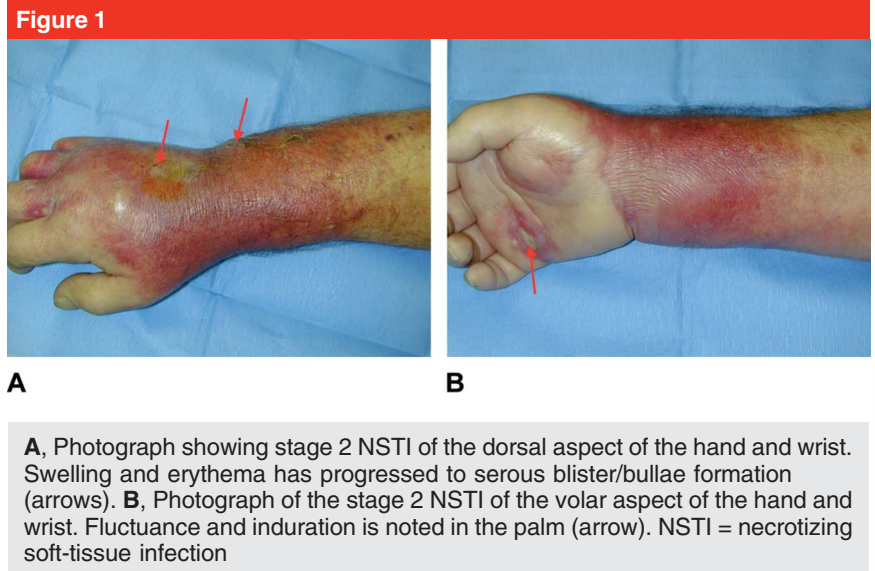 Figure 1
A
B
A, Photograph showing stage 2 NSTI of the dorsal aspect of the hand and wrist.
Swelling and erythema has progressed to serous blister/bullae formation
(arrows). B, Photograph of the stage 2 NSTI of the volar aspect of the hand and
wrist. Fluctuance and induration is noted in the palm (arrow). NSTI = necrotizing
soft-tissue infection